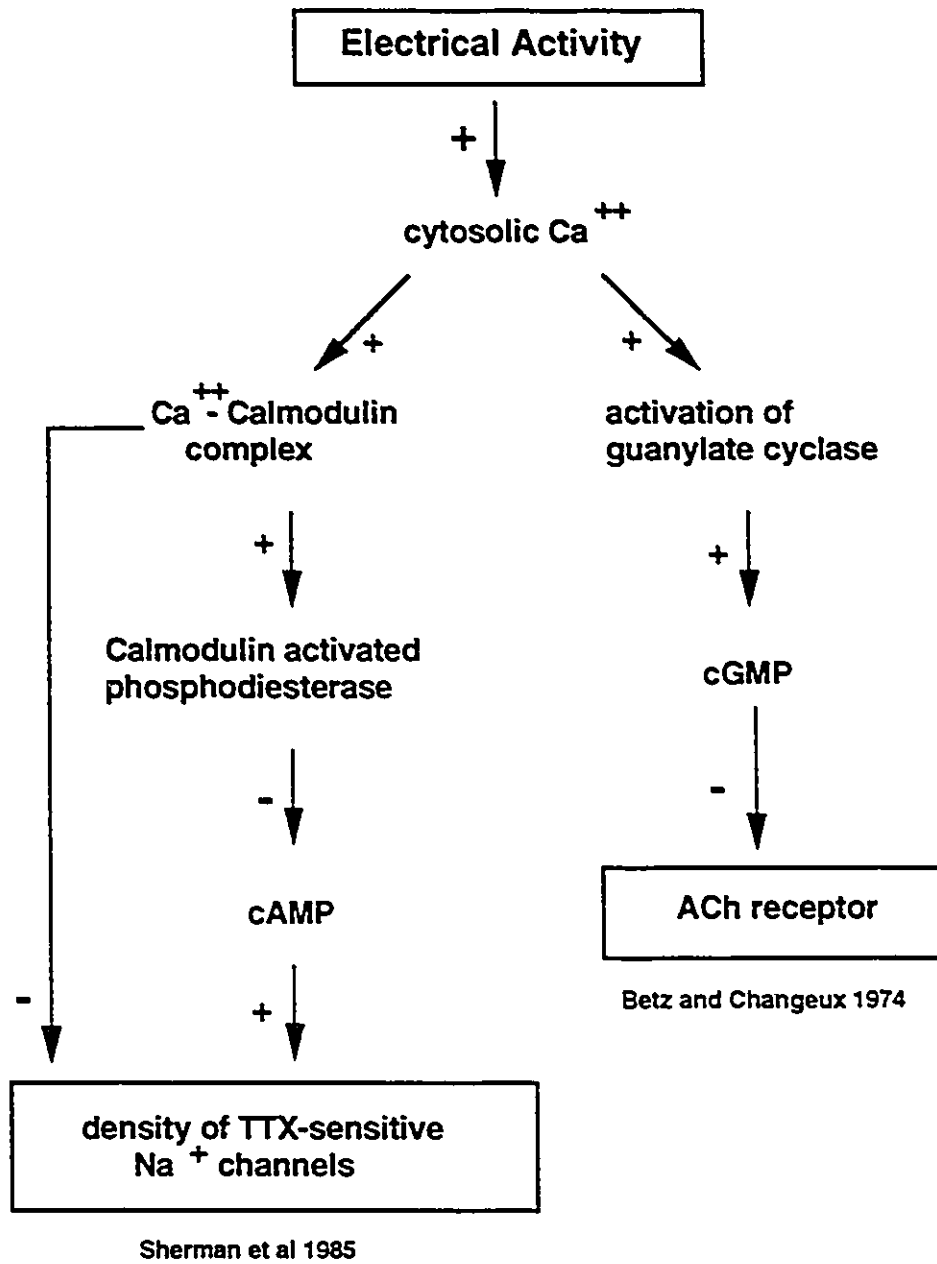 Electrical Activity
+
cytosolic Ca ++
+
+
Ca ++ - Calmodulin
complex
activation of
guanylate cyclase
+
+
Calmodulin activated
phosphodiesterase
cGMP
-
-
cAMP
ACh receptor
Betz and Changeux 1974
-
+
density of TTX-sensitive
Na + channels
Sherman et al 1985